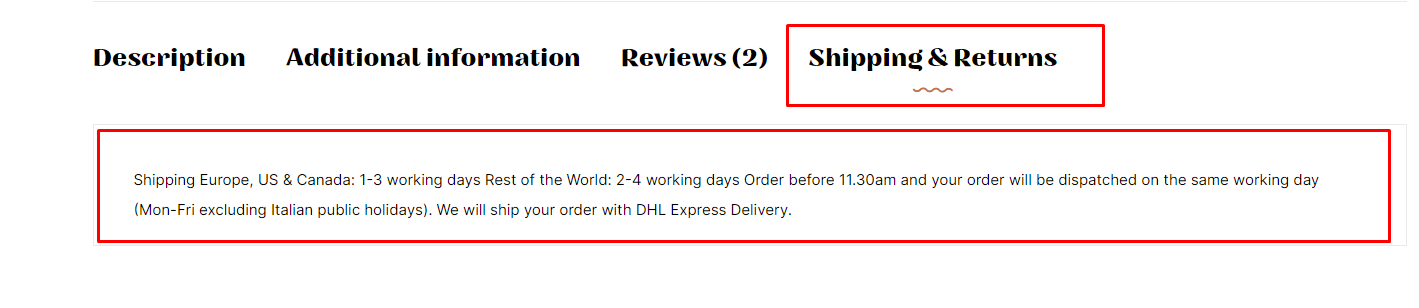 Description Additional information Reviews (2) Shipping & Returns
Shipping Europe, US & Canada: 1-3 working days Rest of the World: 2-4 working days Order before 11.30am and your order will be dispatched on the same working day
(Mon-Fri excluding Italian public holidays). We will ship your order with DHL Express Delivery.